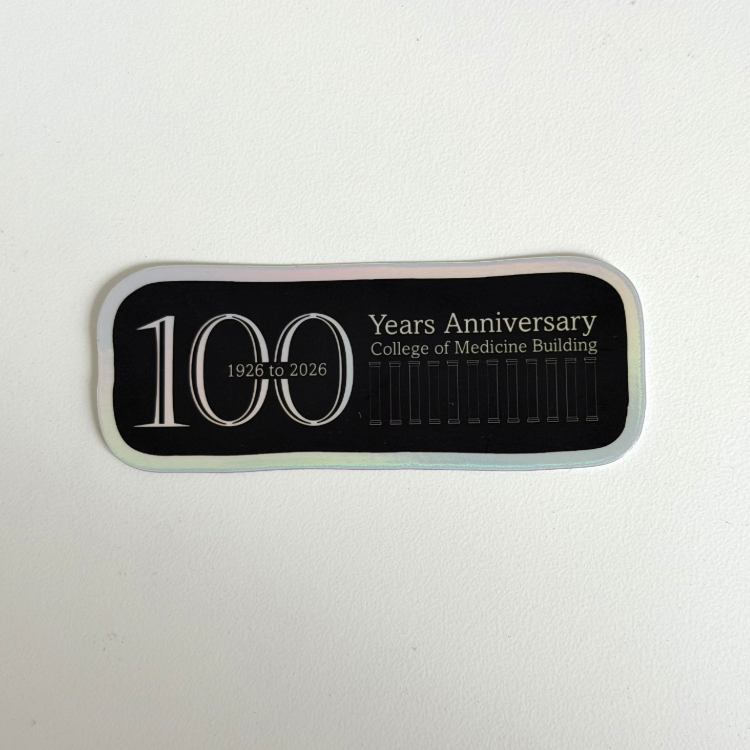 100
1926 to 2026
Years Anniversary
College of Medicine Building